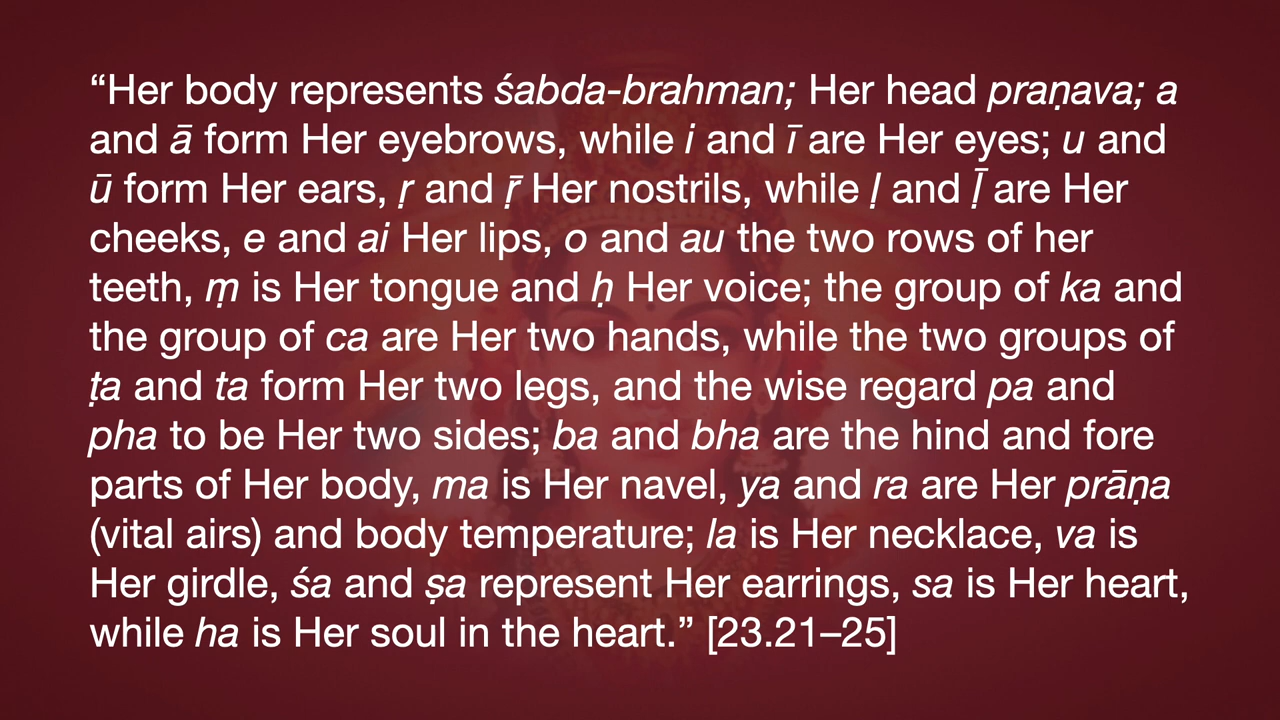 “Her body represents śabda-brahman; Her head praṇava; a
and ā form Her eyebrows, while i and ī are Her eyes; u and
ū form Her ears, ṛ and ṝ Her nostrils, while ḷ and ḹ are Her
cheeks, e and ai Her lips, o and au the two rows of her
teeth, ṃ is Her tongue and ḥ Her voice; the group of ka and
the group of ca are Her two hands, while the two groups of
ṭa and ta form Her two legs, and the wise regard pa and
pha to be Her two sides; ba and bha are the hind and fore
parts of Her body, ma is Her navel, ya and ra are Her prāṇa
(vital airs) and body temperature; la is Her necklace, va is
Her girdle, śa and ṣa represent Her earrings, sa is Her heart,
while ha is Her soul in the heart.” [23.21–25]